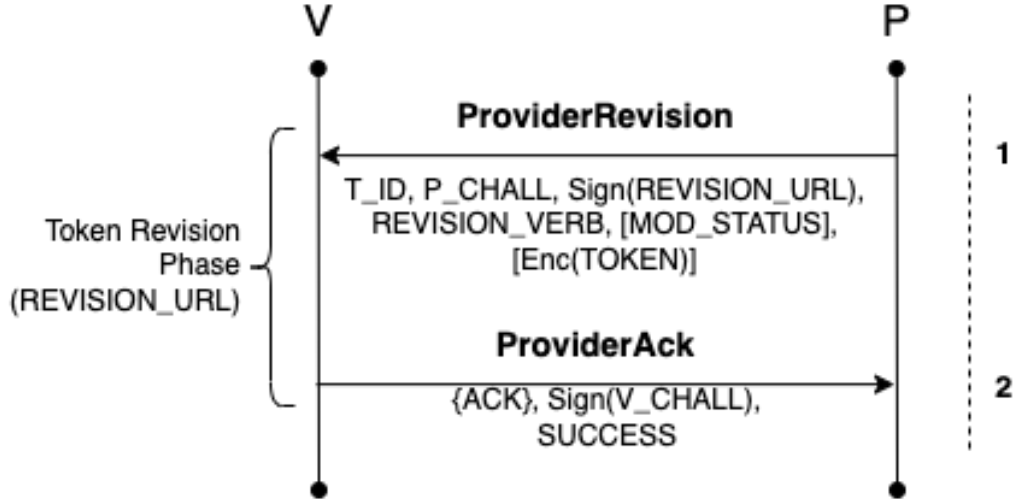 V
P
ProviderRevision
1
T_ID, P_CHALL, Sign(REVISION_URL),
REVISION_VERB, [MOD_STATUS],
[Enc(TOKEN)]
Token Revision
Phase
(REVISION_URL)
ProviderAck
2
{ACK}, Sign(V_CHALL),
SUCCESS